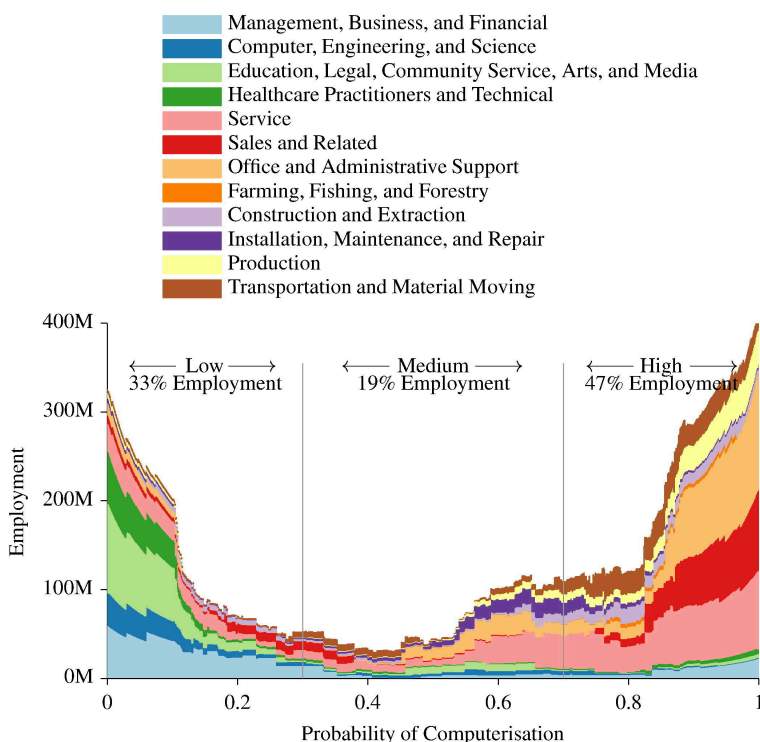 Management, Business, and Financial
Computer, Engineering, and Science
Education, Legal, Community Service, Arts, and Media
Healthcare Practitioners and Technical
Service
Sales and Related
Office and Administrative Support
Farming, Fishing, and Forestry
Construction and Extraction
Installation, Maintenance, and Repair
Production
Transportation and Material Moving
400M
Low Medium High
33% Employment 19% Employment 47% Employment
300M
200M
100M
0M
Employment
0 0.2 0.4 0.6 0.8 1
Probability of Computerisation